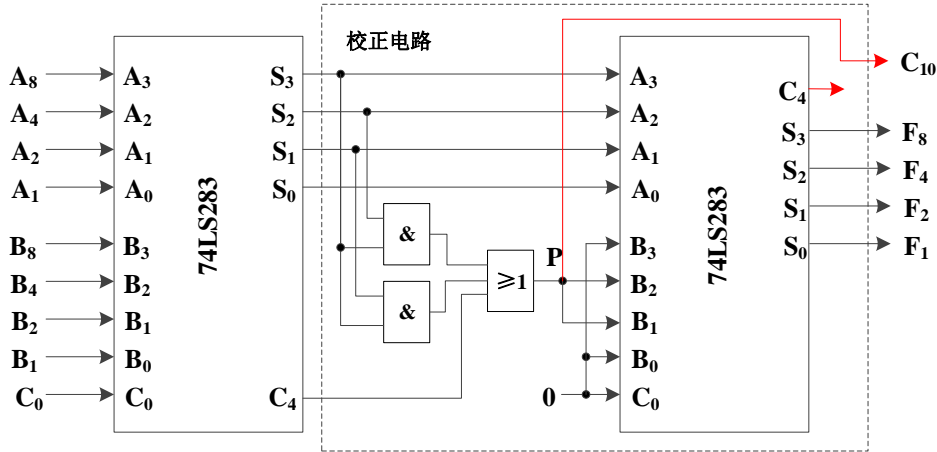 校正电路
A8 A3 S3 A3 C10
A4 A2 S2 A2 C4
A2 A1 S1 A1 S3 F8
A1 A0 S0 A0 S2 F4
74LS283
&
74LS283
S1 F2
B8 B3 P B3 S0 F1
B4 B2 ≥1 B2
B2 B1 & B1
B1 B0 B0
C0 C0 C4 0 C0